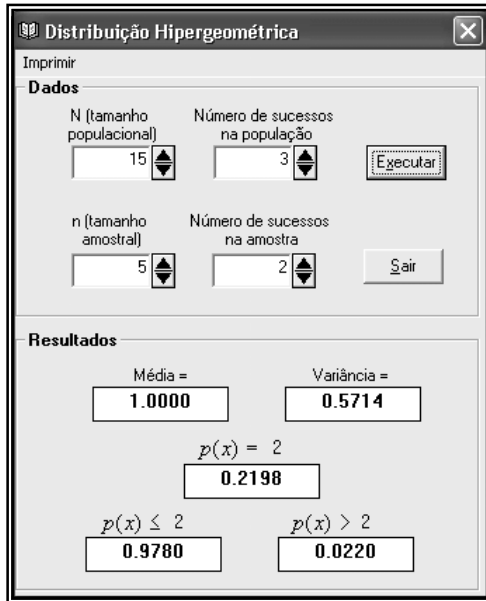 Distribuição Hipergeométrica
Imprimir
Dados
N (tamanho populacional)
Número de sucessos na população
15
3
Executar
n (tamanho amostral)
Número de sucessos na amostra
5
2
Sair
Resultados
Média =
Variância =
1.0000
0.5714
p(x) = 2
0.2198
p(x) ≤ 2
p(x) > 2
0.9780
0.0220